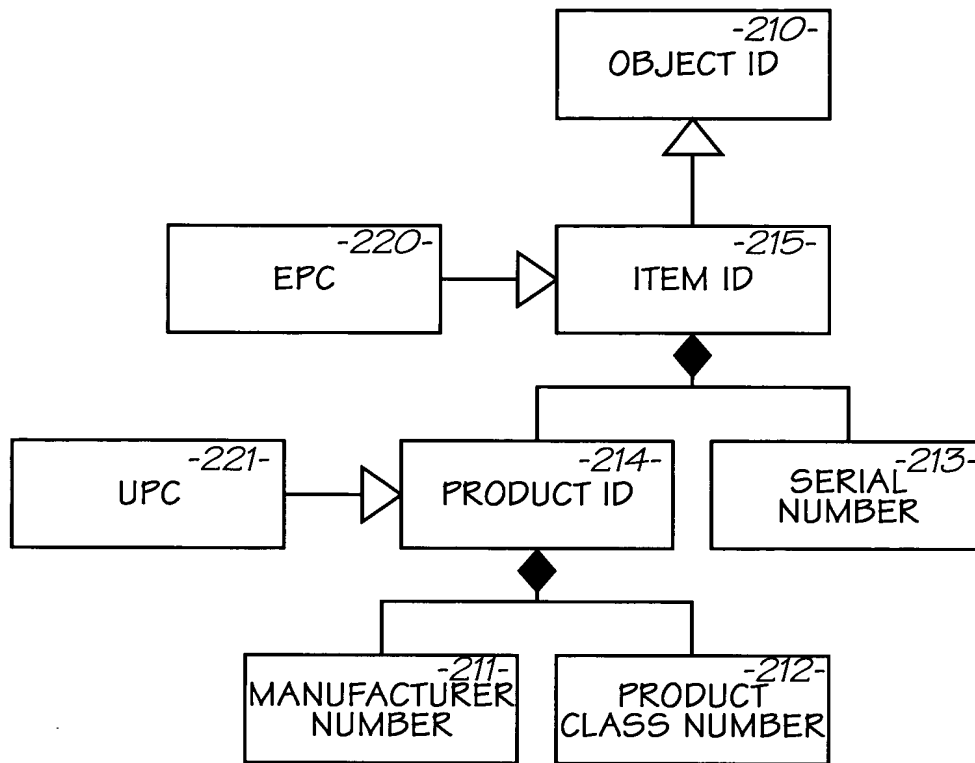 -210-
OBJECT ID
-220-
EPC
-215-
ITEM ID
-221-
UPC
-214-
PRODUCT ID
-213-
SERIAL
NUMBER
-211-
MANUFACTURER
NUMBER
-212-
PRODUCT
CLASS NUMBER